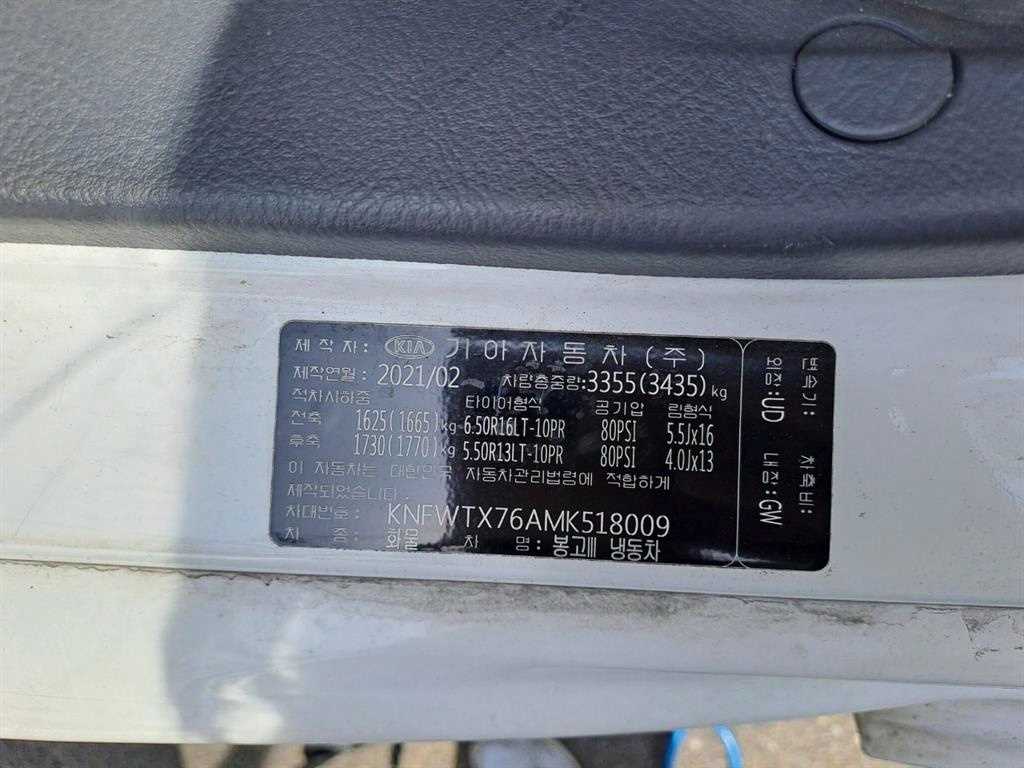 제작자: KIA 기아자동차(주)
제작연월: 2021/02 차량총중량:3355(3435)kg
적차시하중 타이어형식 공기압 림형식
전축 1625(1665)kg 6.50R16LT-10PR 80PSI 5.5Jx16
후축 1730(1770)kg 5.50R13LT-10PR 80PSI 4.0Jx13
이 자동차는 대한민국 자동차관리법령에 적합하게
제작되었습니다.
차대번호: KNFWTX76AMK518009
차 종: 화물 차 명: 봉고Ⅲ 냉동차
외장:UD 내장:GW
변속기: 차축비: